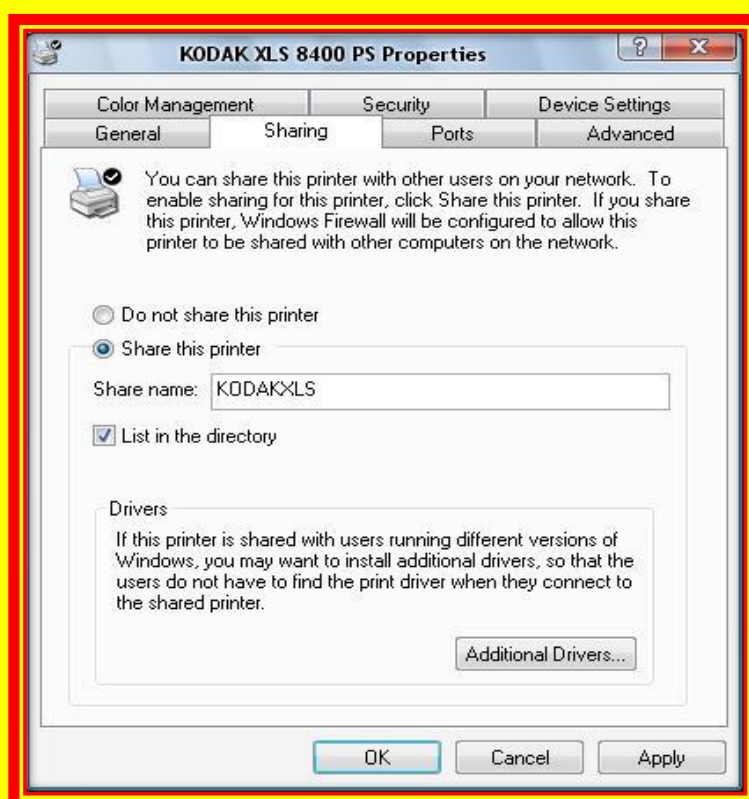 KODAK XLS 8400 PS Properties
Color Management Security Device Settings
General Sharing Ports Advanced
You can share this printer with other users on your network. To
enable sharing for this printer, click Share this printer. If you share
this printer, Windows Firewall will be configured to allow this
printer to be shared with other computers on the network.
Do not share this printer
Share this printer
Share name: KODAKXLS
List in the directory
Drivers
If this printer is shared with users running different versions of
Windows, you may want to install additional drivers, so that the
users do not have to find the print driver when they connect to
the shared printer.
Additional Drivers...
OK Cancel Apply